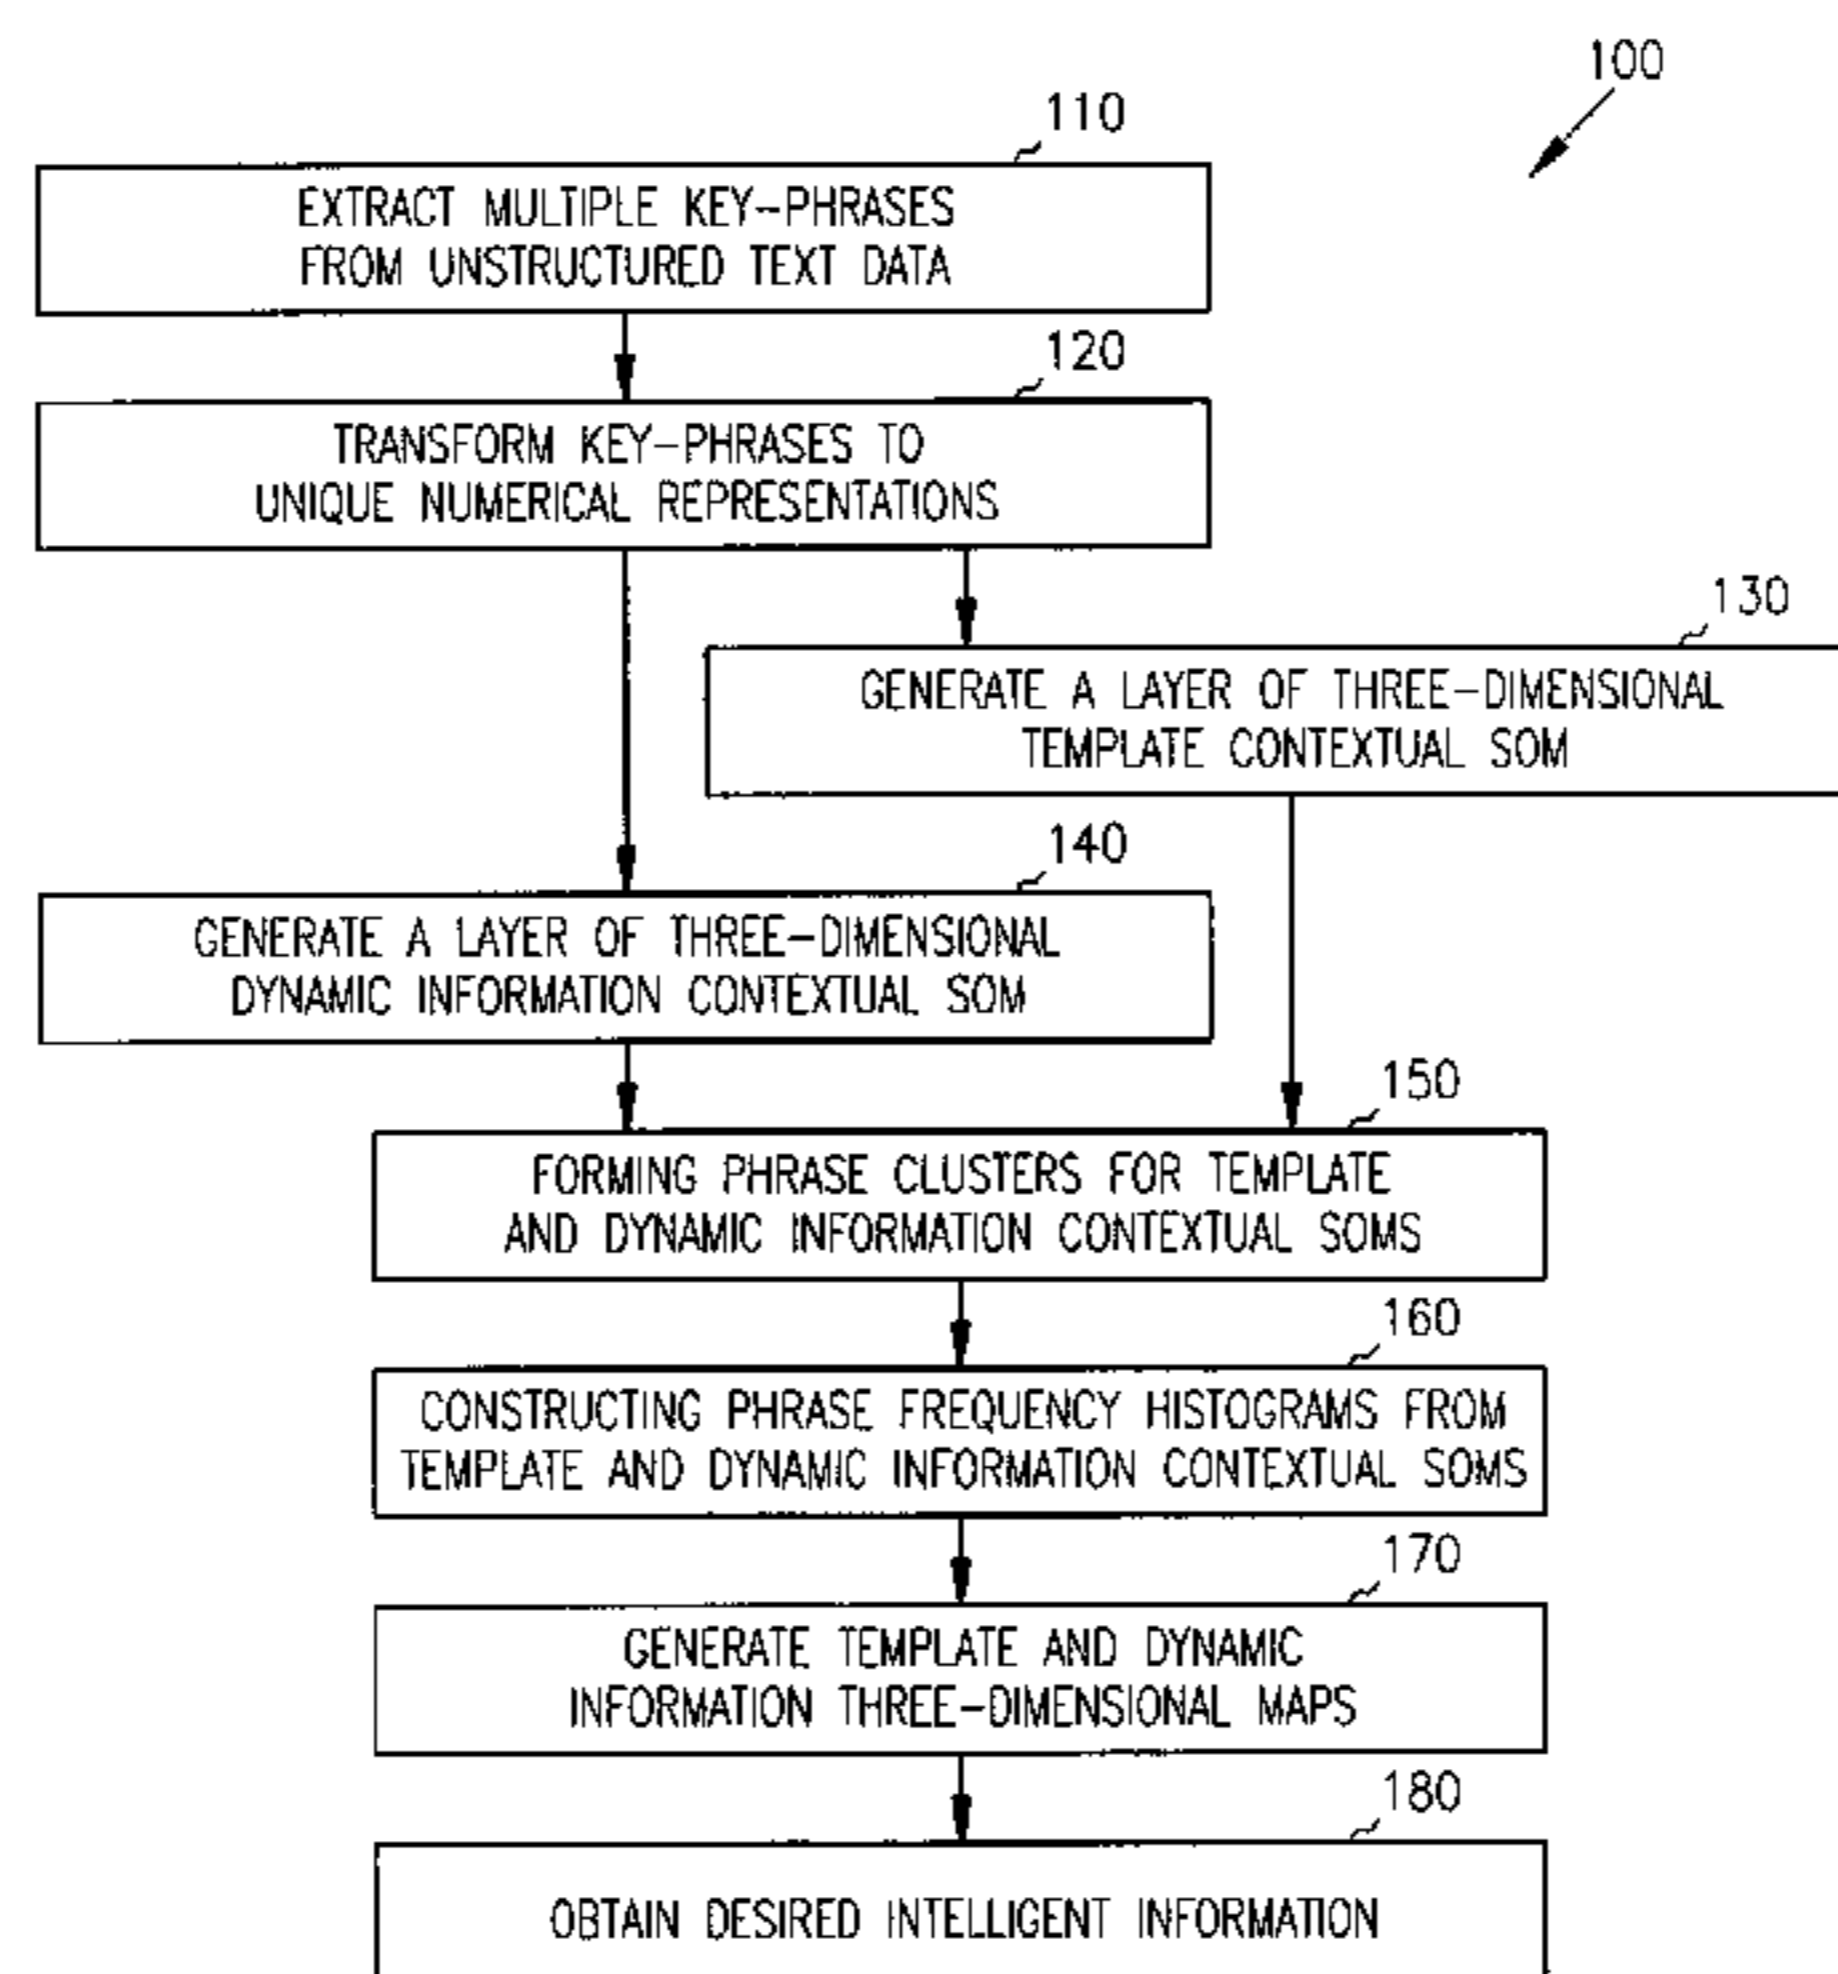 100
110
EXTRACT MULTIPLE KEY-PHRASES
FROM UNSTRUCTURED TEXT DATA
120
TRANSFORM KEY-PHRASES TO
UNIQUE NUMERICAL REPRESENTATIONS
130
GENERATE A LAYER OF THREE-DIMENSIONAL
TEMPLATE CONTEXTUAL SOM
140
GENERATE A LAYER OF THREE-DIMENSIONAL
DYNAMIC INFORMATION CONTEXTUAL SOM
150
FORMING PHRASE CLUSTERS FOR TEMPLATE
AND DYNAMIC INFORMATION CONTEXTUAL SOMS
160
CONSTRUCTING PHRASE FREQUENCY HISTOGRAMS FROM
TEMPLATE AND DYNAMIC INFORMATION CONTEXTUAL SOMS
170
GENERATE TEMPLATE AND DYNAMIC
INFORMATION THREE-DIMENSIONAL MAPS
180
OBTAIN DESIRED INTELLIGENT INFORMATION